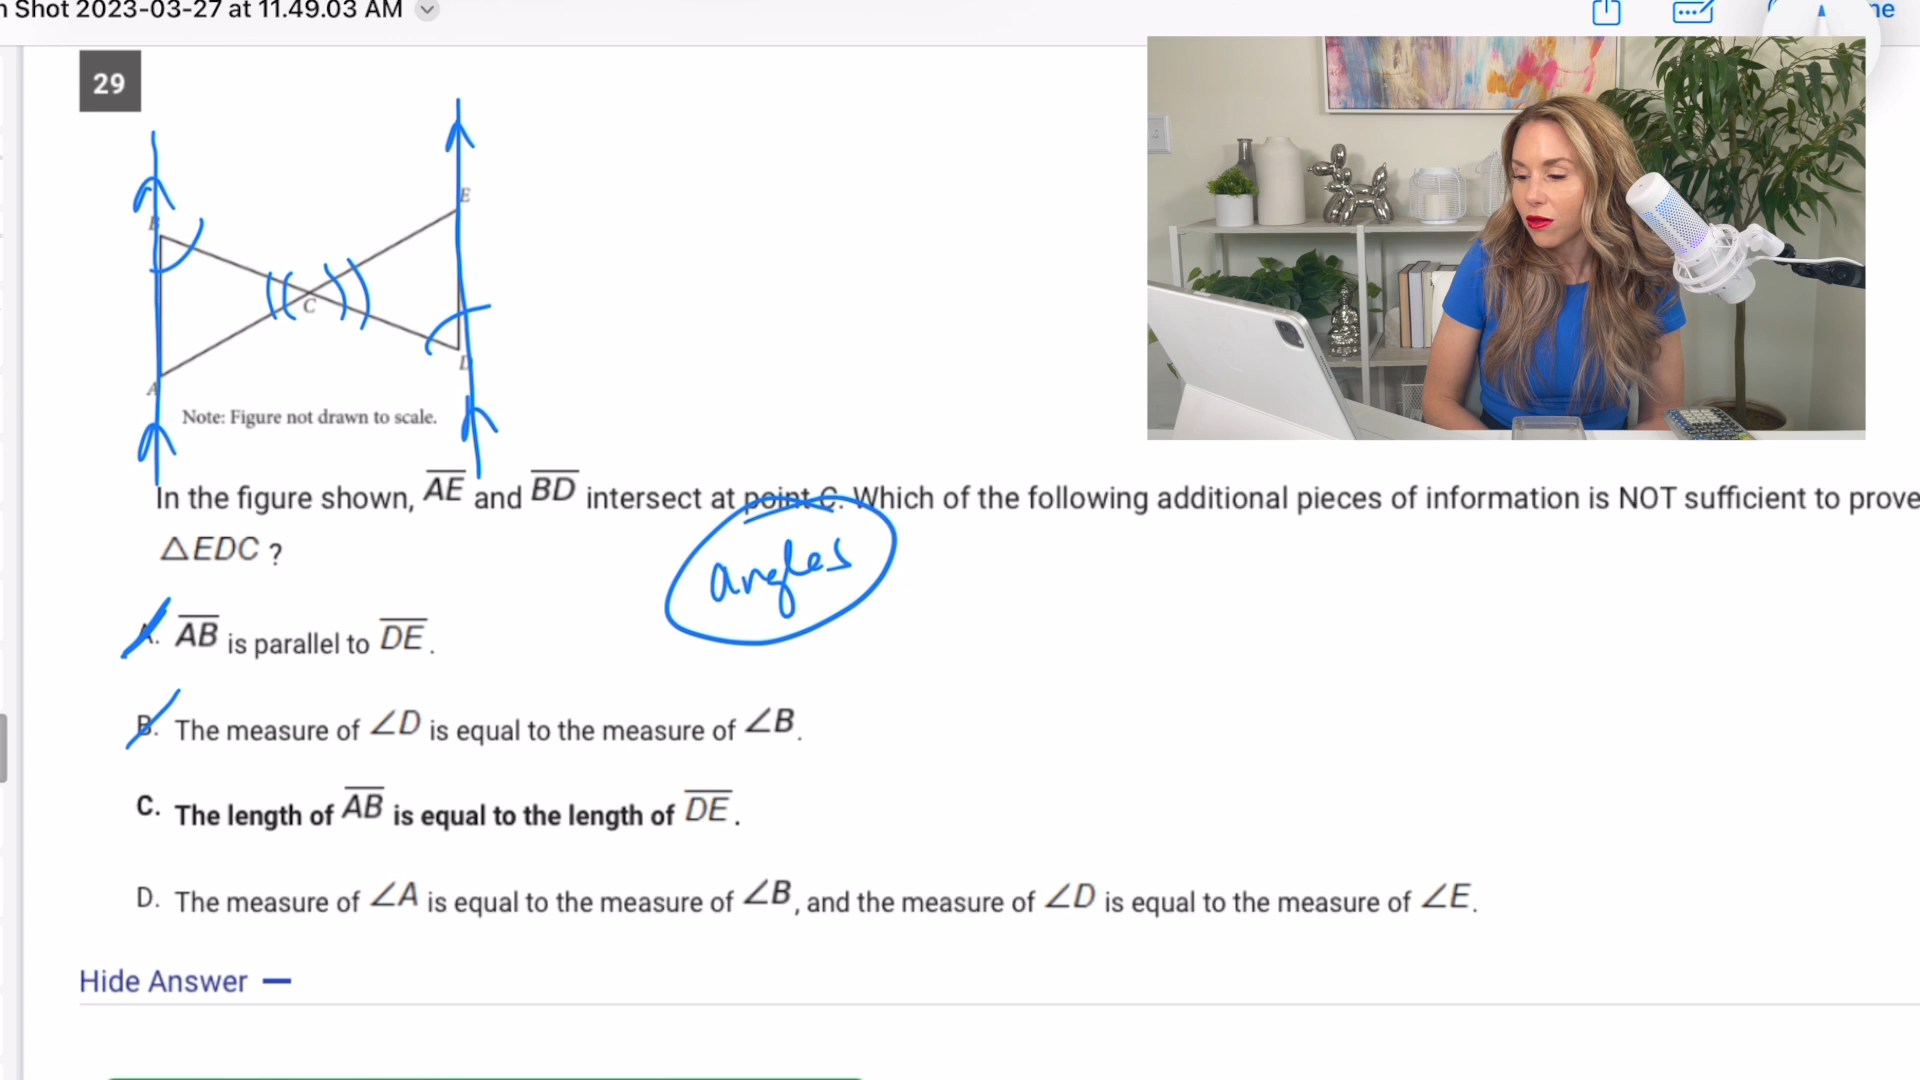 Shot 2023-03-27 at 11.49.03 AM
29
E
B
C
D
A
Note: Figure not drawn to scale.
In the figure shown, AE and BD intersect at point C. Which of the following additional pieces of information is NOT sufficient to prove
△EDC ?
angles
A. AB is parallel to DE.
B. The measure of ∠D is equal to the measure of ∠B.
C. The length of AB is equal to the length of DE.
D. The measure of ∠A is equal to the measure of ∠B, and the measure of ∠D is equal to the measure of ∠E.
Hide Answer —